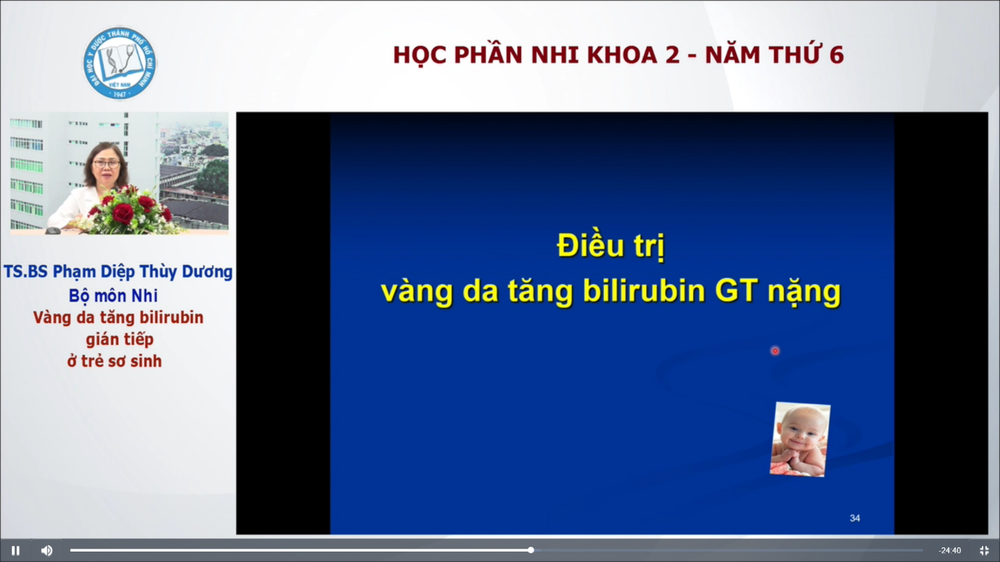 ĐẠI HỌC Y DƯỢC THÀNH PHỐ HỒ CHÍ MINH
VIỆT NAM
1947
HỌC PHẦN NHI KHOA 2 - NĂM THỨ 6
TS.BS Phạm Diệp Thùy Dương
Bộ môn Nhi
Vàng da tăng bilirubin
gián tiếp
ở trẻ sơ sinh
Điều trị
vàng da tăng bilirubin GT nặng
34
-24:40